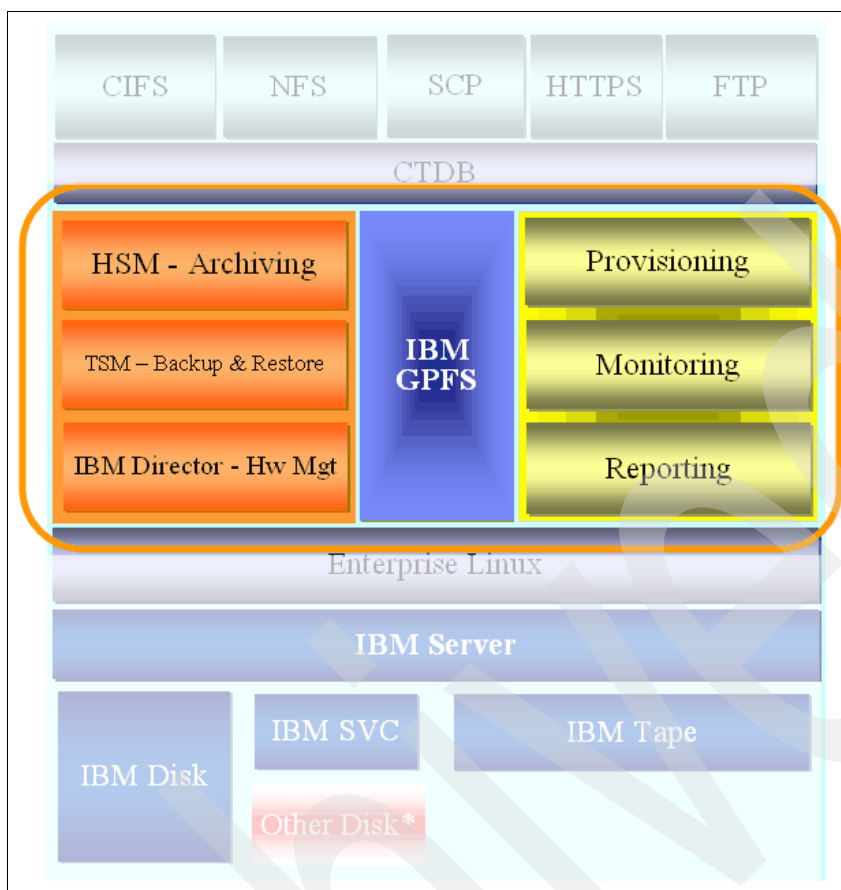 CIFS
NFS
SCP
HTTPS
FTP
CTDB
HSM - Archiving
TSM – Backup & Restore
IBM Director - Hw Mgt
IBM
GPFS
Provisioning
Monitoring
Reporting
Enterprise Linux
IBM Server
IBM Disk
IBM SVC
Other Disk*
IBM Tape